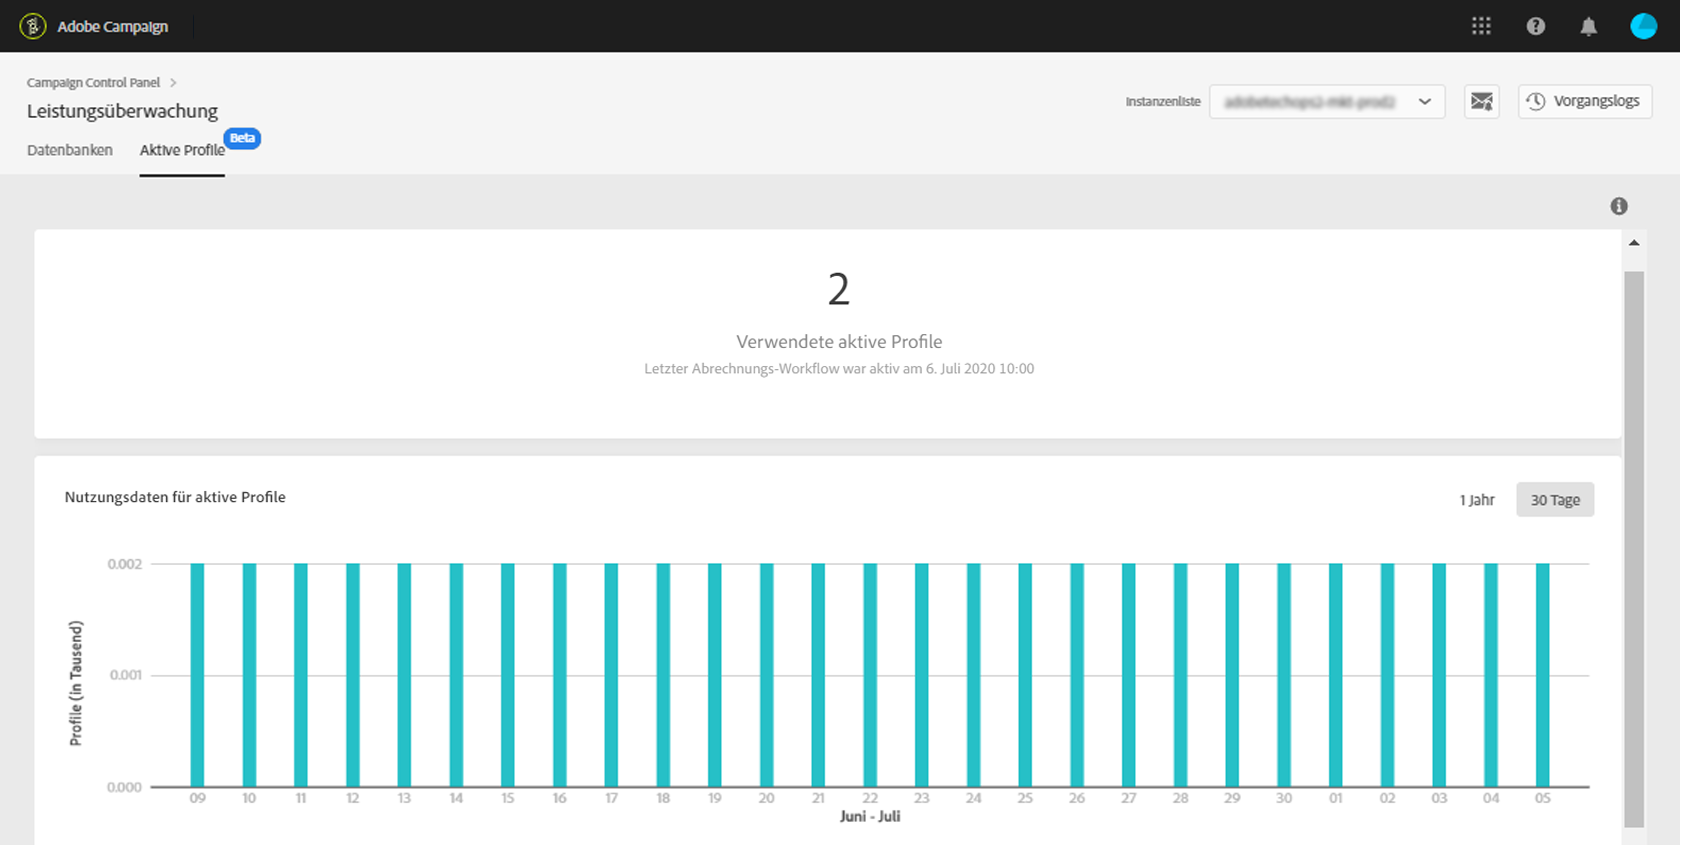 Adobe Campaign
Campaign Control Panel
Leistungsüberwachung
Instanzenliste
Vorgangslogs
Datenbanken
Aktive Profile
Beta
2
Verwendete aktive Profile
Letzter Abrechnungs-Workflow war aktiv am 6. Juli 2020 10:00
Nutzungsdaten für aktive Profile
1 Jahr
30 Tage
Profile (in Tausend)
0.002
0.001
0.000
09 10 11 12 13 14 15 16 17 18 19 20 21 22 23 24 25 26 27 28 29 30 01 02 03 04 05
Juni - Juli